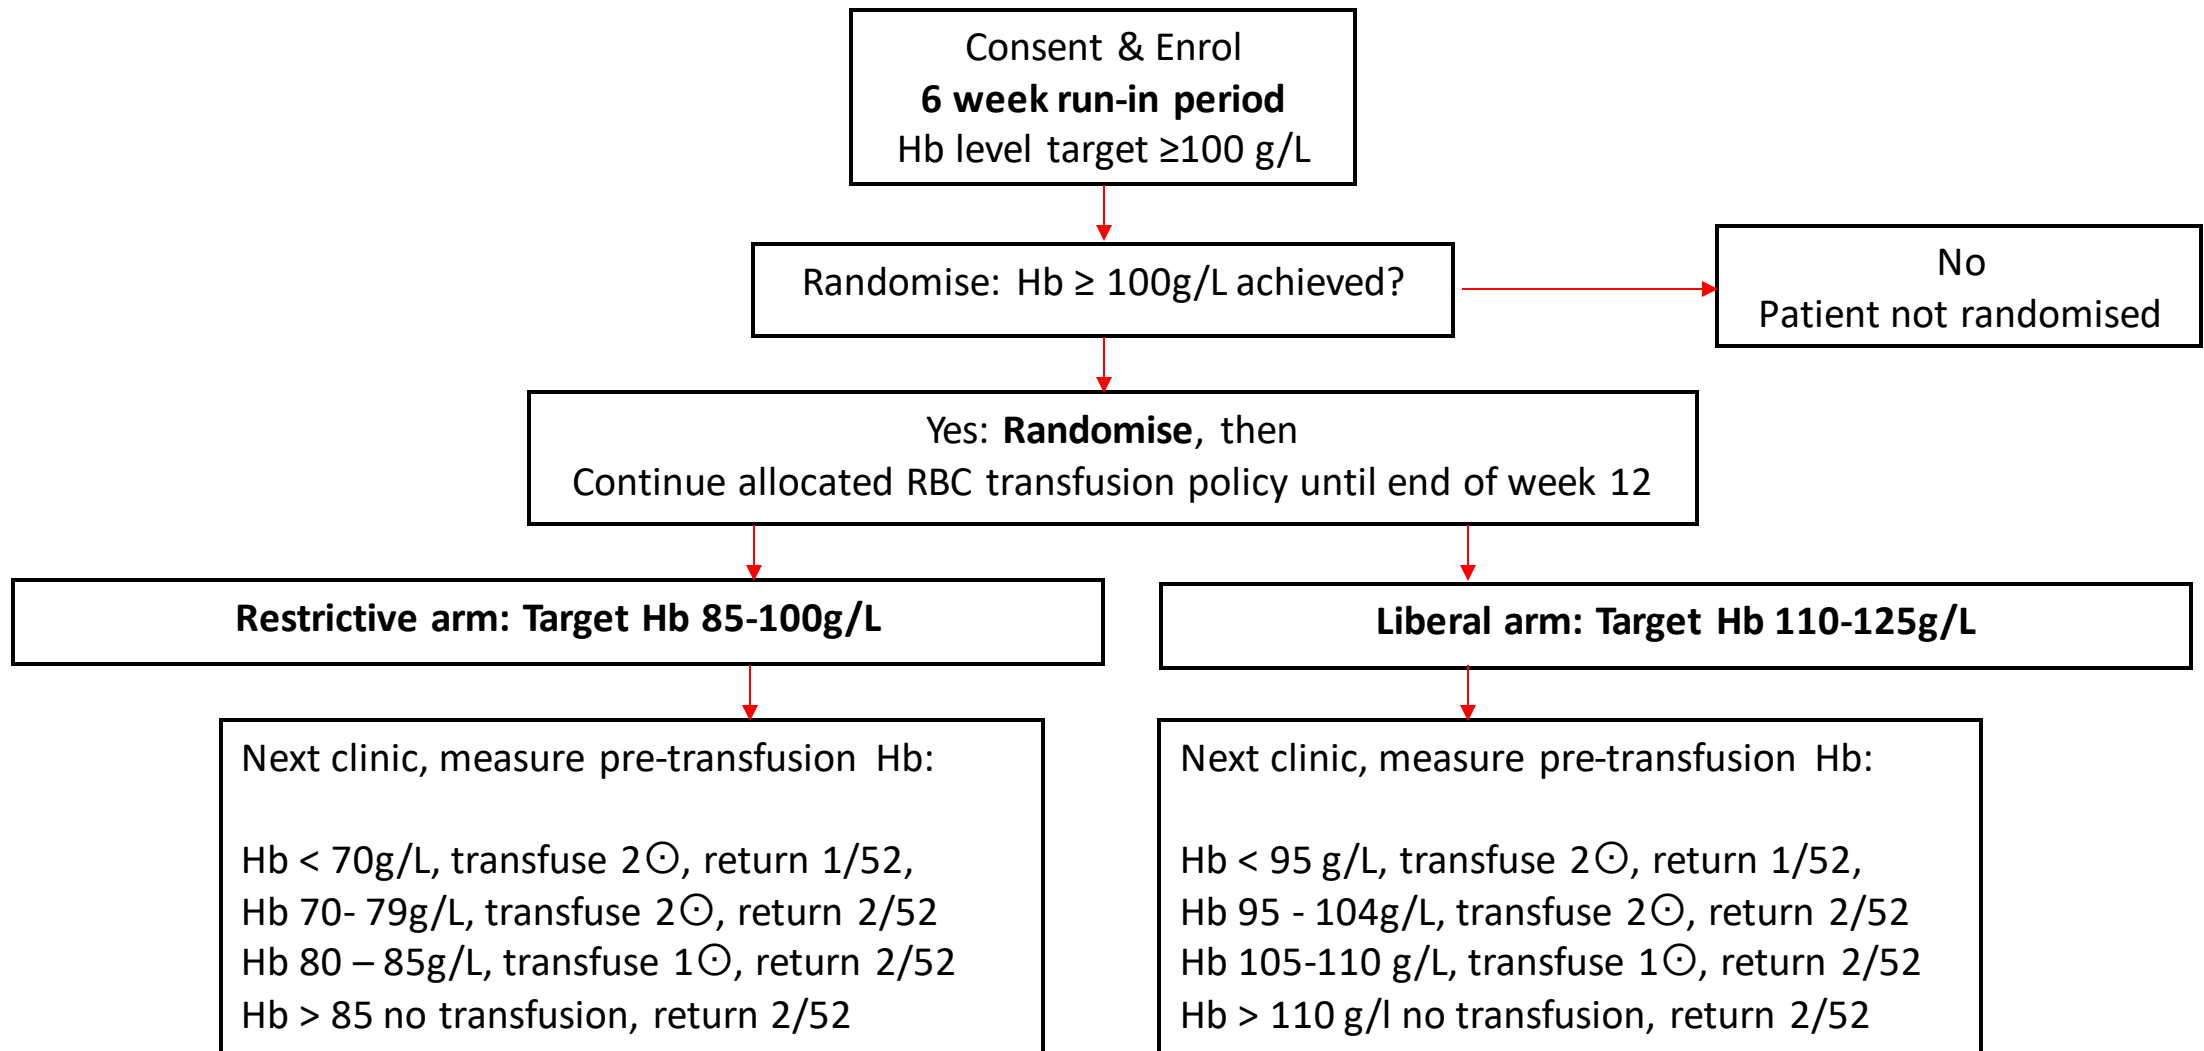 Consent & Enrol
6 week run-in period
Hb level target ≥100 g/L
Randomise: Hb ≥ 100g/L achieved?
No
Patient not randomised
Yes: Randomise, then
Continue allocated RBC transfusion policy until end of week 12
Restrictive arm: Target Hb 85-100g/L
Liberal arm: Target Hb 110-125g/L
Next clinic, measure pre-transfusion Hb:
Hb < 70g/L, transfuse 2⊙, return 1/52,
Hb 70- 79g/L, transfuse 2⊙, return 2/52
Hb 80 – 85g/L, transfuse 1⊙, return 2/52
Hb > 85 no transfusion, return 2/52
Next clinic, measure pre-transfusion Hb:
Hb < 95 g/L, transfuse 2⊙, return 1/52,
Hb 95 - 104g/L, transfuse 2⊙, return 2/52
Hb 105-110 g/L, transfuse 1⊙, return 2/52
Hb > 110 g/l no transfusion, return 2/52